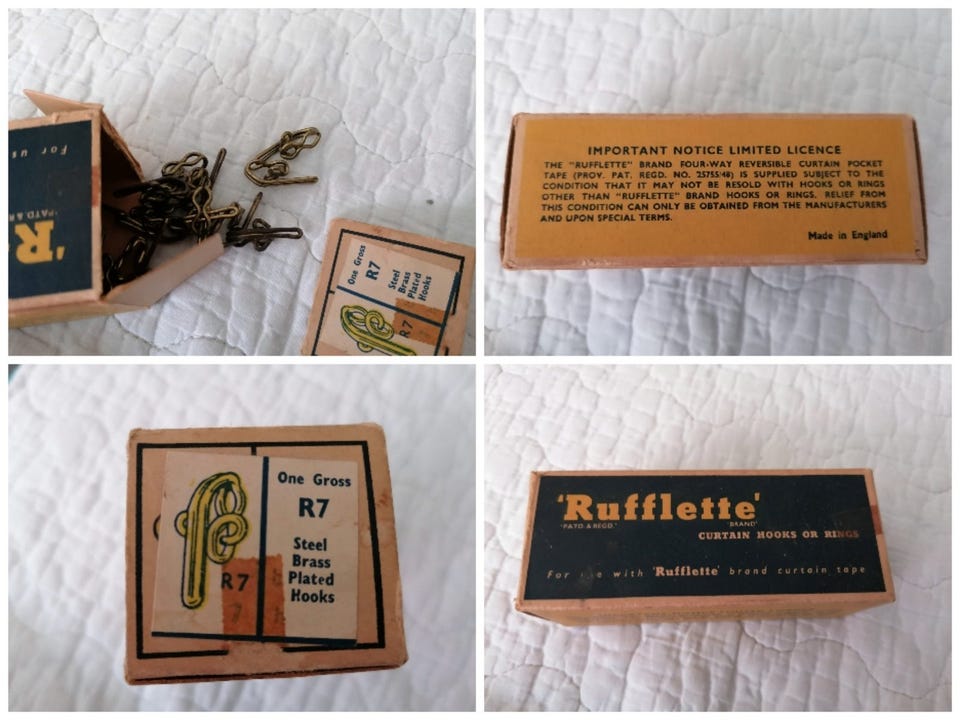 For us
'R
'PATD. & R
One Gross
R7
Steel
Brass
Plated
Hooks
R7
IMPORTANT NOTICE LIMITED LICENCE
THE "RUFFLETTE" BRAND FOUR-WAY REVERSIBLE CURTAIN POCKET
TAPE (PROV. PAT. REGD. NO. 25755/48) IS SUPPLIED SUBJECT TO THE
CONDITION THAT IT MAY NOT BE RESOLD WITH HOOKS OR RINGS
OTHER THAN "RUFFLETTE" BRAND HOOKS OR RINGS. RELIEF FROM
THIS CONDITION CAN ONLY BE OBTAINED FROM THE MANUFACTURERS
AND UPON SPECIAL TERMS.
Made in England
One Gross
R7
Steel
Brass
Plated
Hooks
R7
'Rufflette'
'PATD. & REGD.' 'BRAND'
CURTAIN HOOKS OR RINGS
For use with 'Rufflette' brand curtain tape